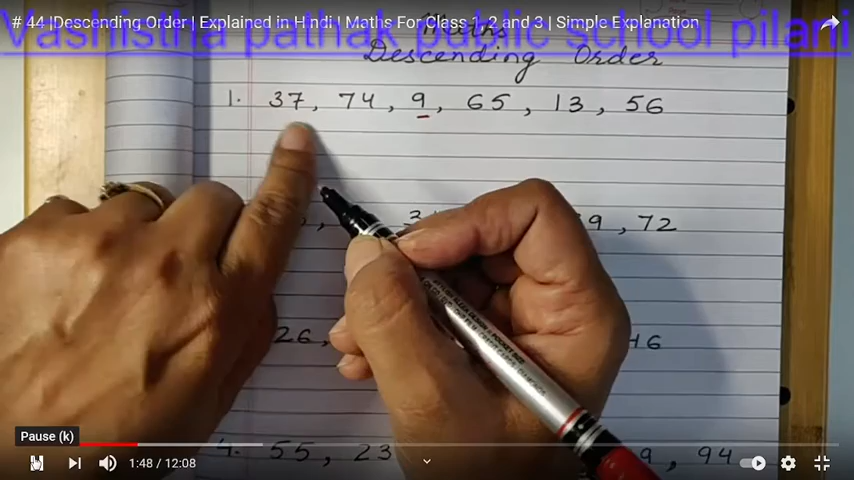 # 44 |Descending Order | Explained in Hindi | Maths For Class 1, 2 and 3 | Simple Explanation
Vashistha pathak public school pilani
Maths
Descending Order
1. 37, 74, 9, 65, 13, 56
, 72
26,
46
4. 55, 23
9, 94
Pause (k)
1:48 / 12:08